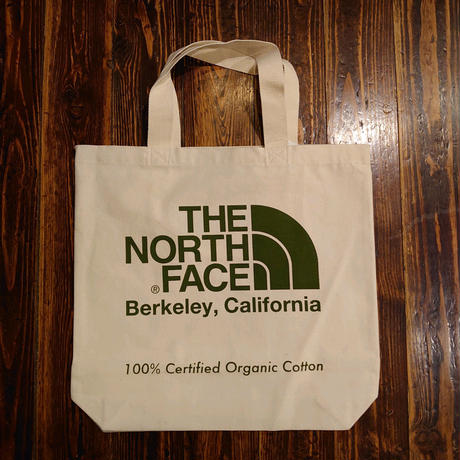 THE
NORTH
FACE
®
Berkeley, California
100% Certified Organic Cotton